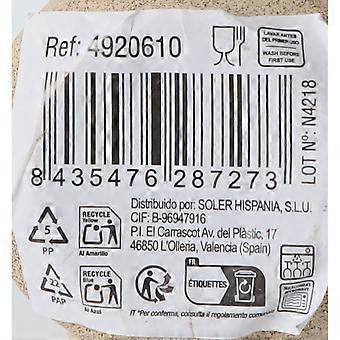 Ref: 4920610
LAVAR ANTES
DEL PRIMER USO
WASH BEFORE
FIRST USE
LOT Nº: N4218
8 435476 287273
Distribuido por: SOLER HISPANIA, S.L.U.
CIF: B-96947916
P.I. El Carrascot Av. del Plàstic, 17
46850 L'Olleria, Valencia (Spain)
5
PP
RECYCLE
Yellow
Al Amarillo
22
PAP
RECYCLE
Blue
Al Azul
FR
ÉTIQUETTES
MICROONDAS
MICROWAVE
IT "Per conferma, consulta il regolamento comunale